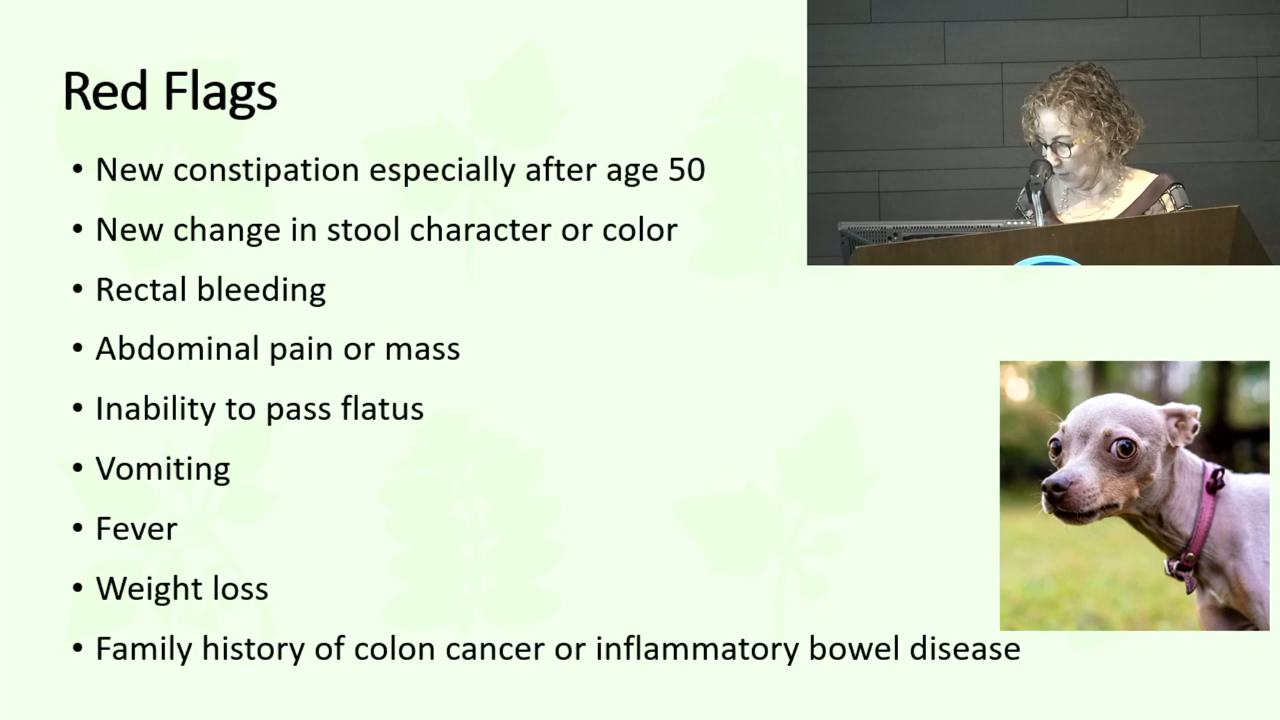 Red Flags
• New constipation especially after age 50
• New change in stool character or color
• Rectal bleeding
• Abdominal pain or mass
• Inability to pass flatus
• Vomiting
• Fever
• Weight loss
• Family history of colon cancer or inflammatory bowel disease